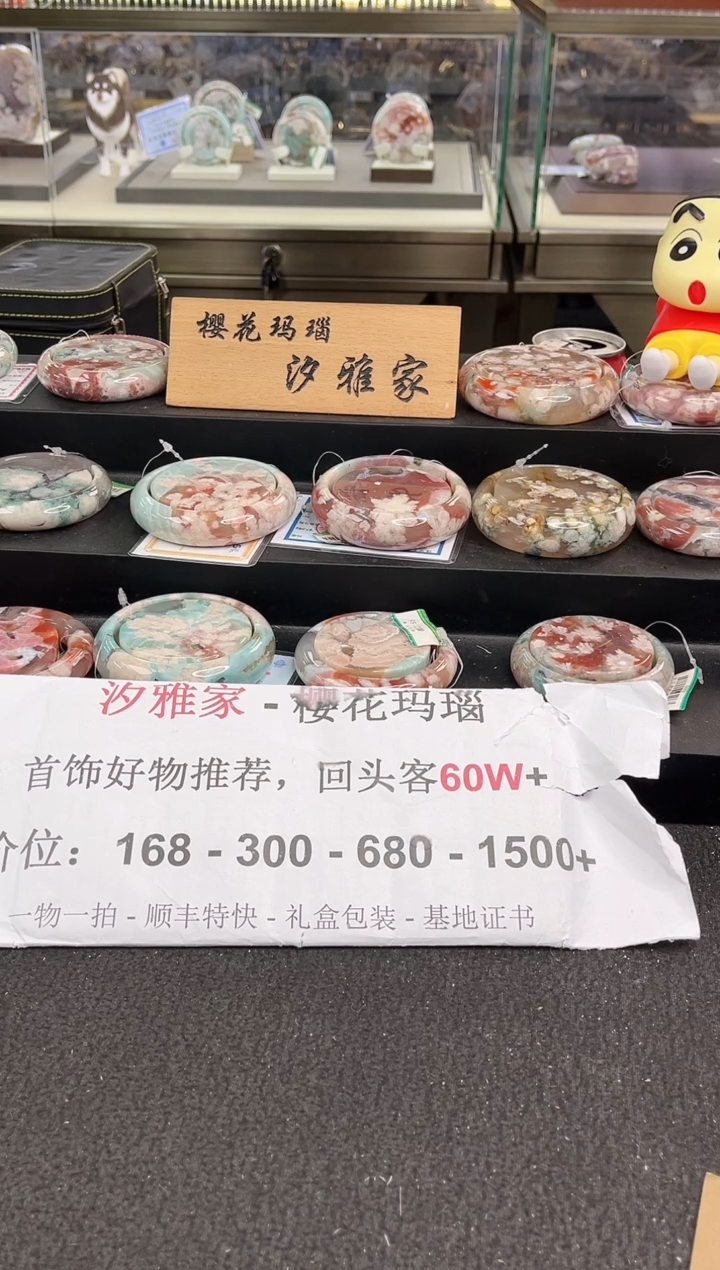 樱花玛瑙
汐雅家
汐雅家 - 樱花玛瑙
首饰好物推荐，回头客60W+
价位：168 - 300 - 680 - 1500+
一物一拍 - 顺丰特快 - 礼盒包装 - 基地证书